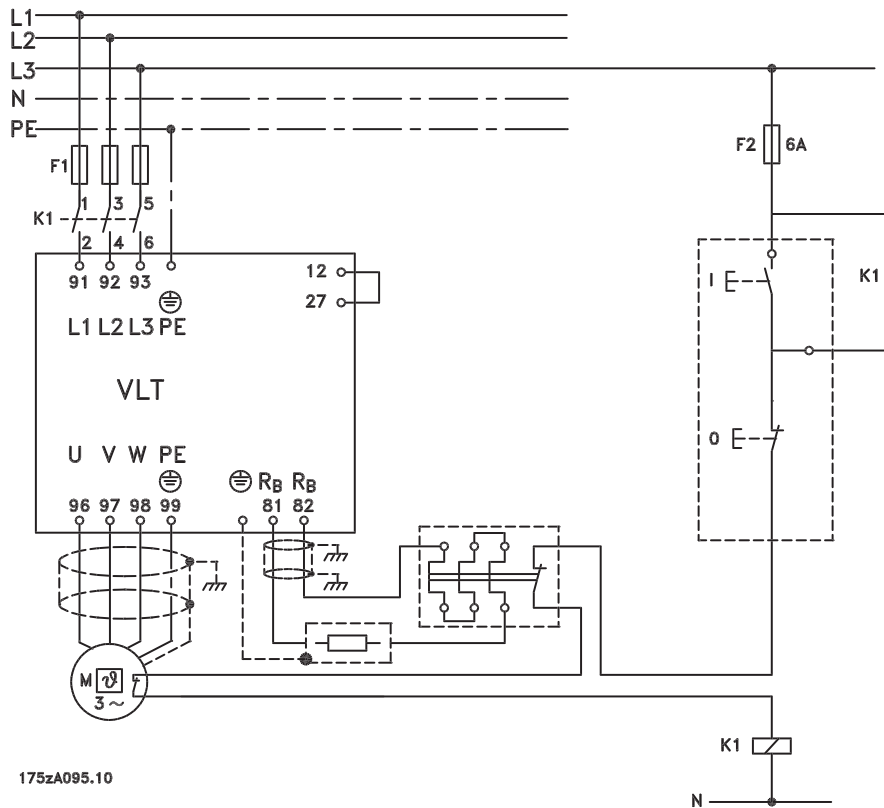 L1
L2
L3
N
PE
F1
F2 6A
1 3 5
K1
2 4 6
91 92 93
12
27
K1
I
L1 L2 L3 PE
VLT
O
U V W PE
RB RB
96 97 98 99
81 82
M ϑ
3~
K1
175zA095.10
N